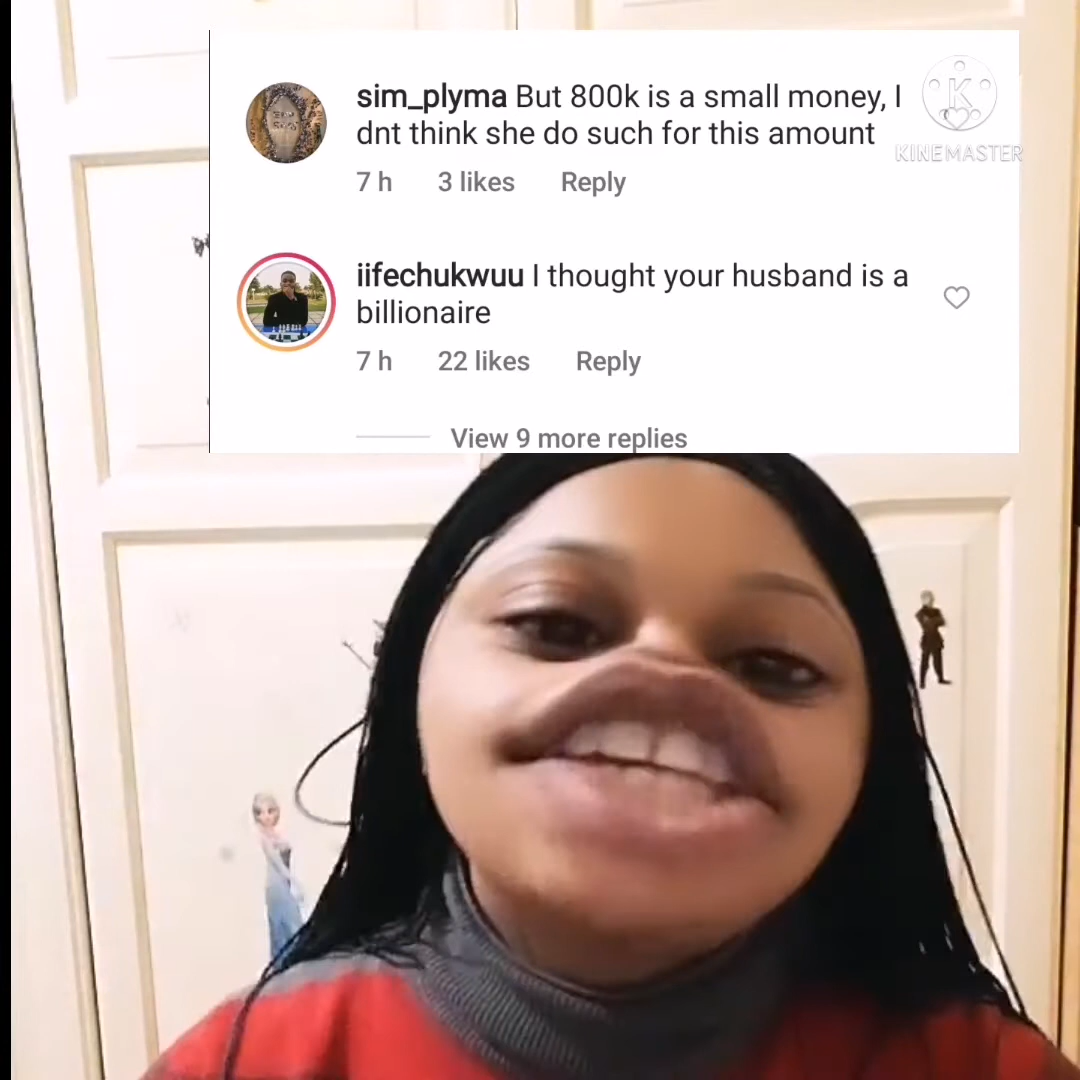 sim_plyma But 800k is a small money, I
dnt think she do such for this amount
KINEMASTER
7 h 3 likes Reply
iifechukwuu I thought your husband is a
billionaire
7 h 22 likes Reply
View 9 more replies